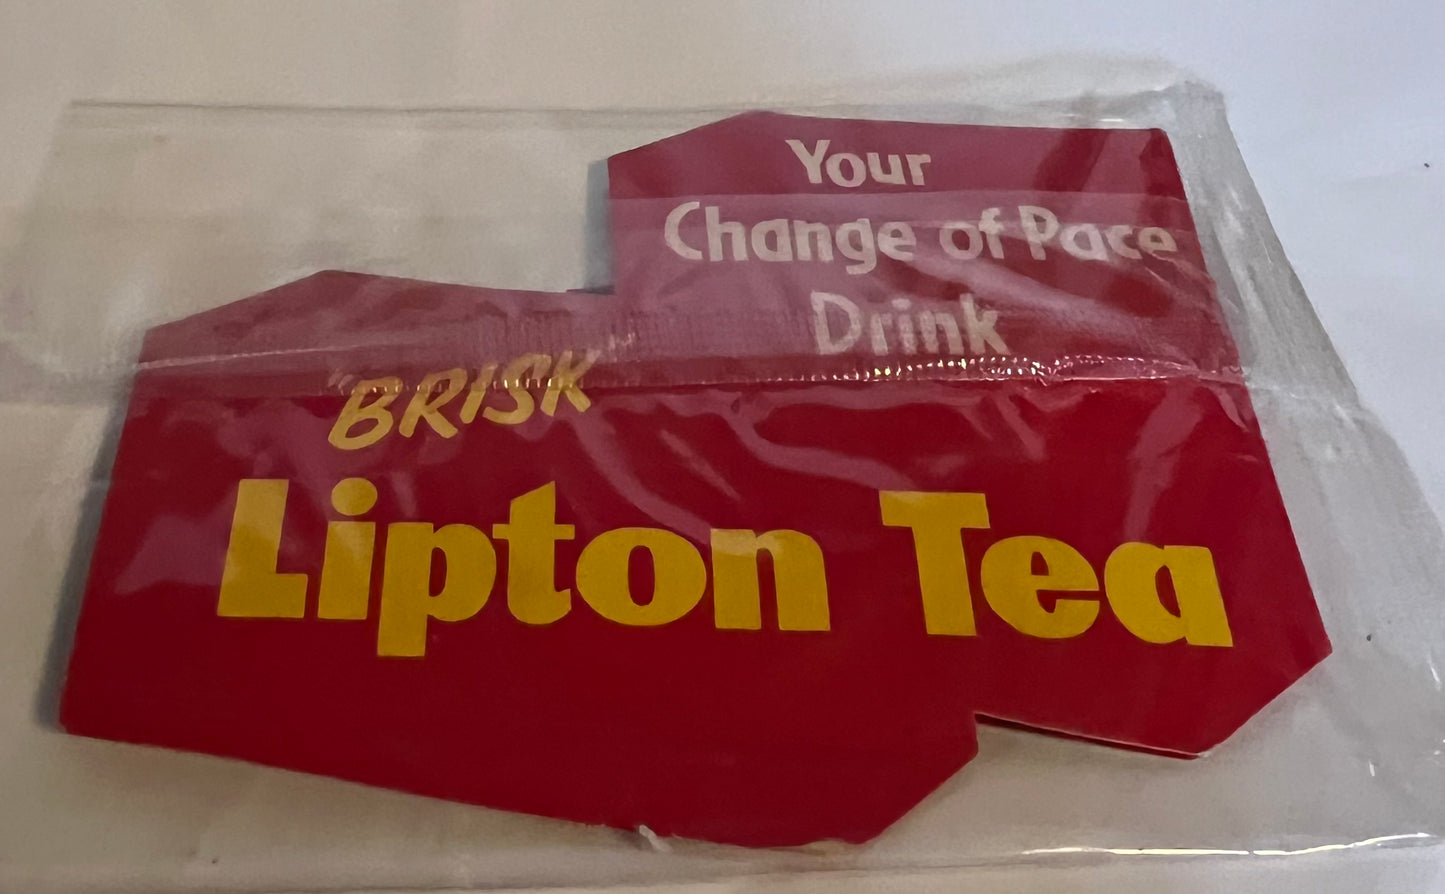 Your
Change of Pace
Drink
"BRISK"
Lipton Tea